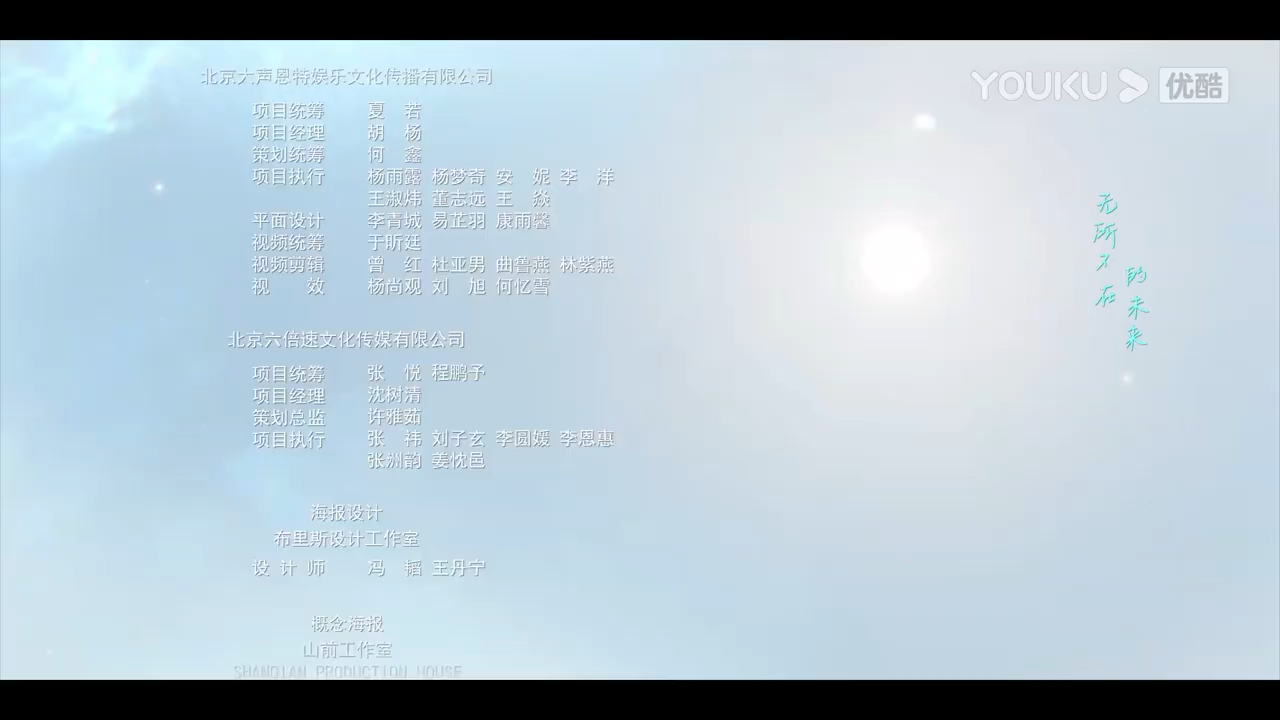 北京大声恩特娱乐文化传播有限公司
项目统筹 夏 若
项目经理 胡 杨
策划统筹 何 鑫
项目执行 杨雨露 杨梦奇 安 妮 李 洋
王淑炜 董志远 王 焱
平面设计 李青城 易芷羽 康雨馨
视频统筹 于昕廷
视频剪辑 曾 红 杜亚男 曲鲁燕 林紫燕
视 效 杨尚观 刘 旭 何忆雪
北京六倍速文化传媒有限公司
项目统筹 张 悦 程鹏予
项目经理 沈树清
策划总监 许雅茹
项目执行 张 祎 刘子玄 李圆媛 李恩惠
张洲韵 姜忱邑
海报设计
布里斯设计工作室
设 计 师 冯 韬 王丹宁
概念海报
山前工作室
SHANQIAN PRODUCTION HOUSE
YOUKU 优酷
无所不在
的未来